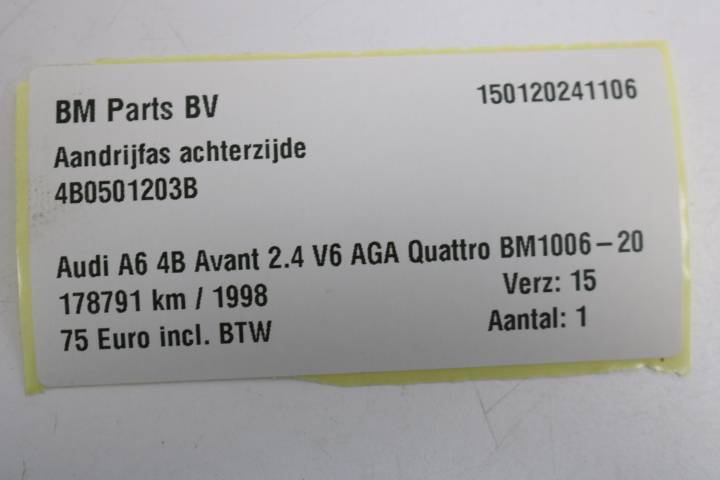 BM Parts BV 150120241106
Aandrijfas achterzijde
4B0501203B
Audi A6 4B Avant 2.4 V6 AGA Quattro BM1006-20
178791 km / 1998 Verz: 15
75 Euro incl. BTW Aantal: 1